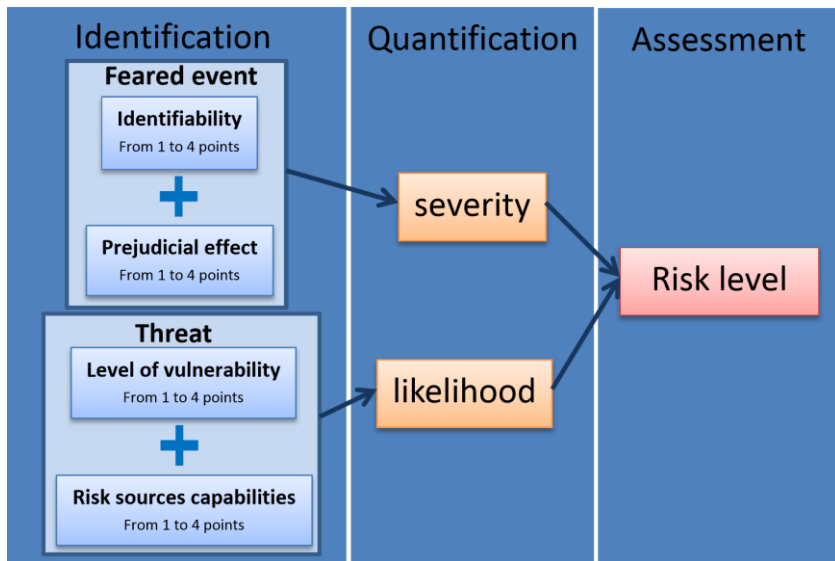 Identification
Feared event
Identifiability
From 1 to 4 points
+
Prejudicial effect
From 1 to 4 points
Threat
Level of vulnerability
From 1 to 4 points
+
Risk sources capabilities
From 1 to 4 points
Quantification
severity
likelihood
Assessment
Risk level